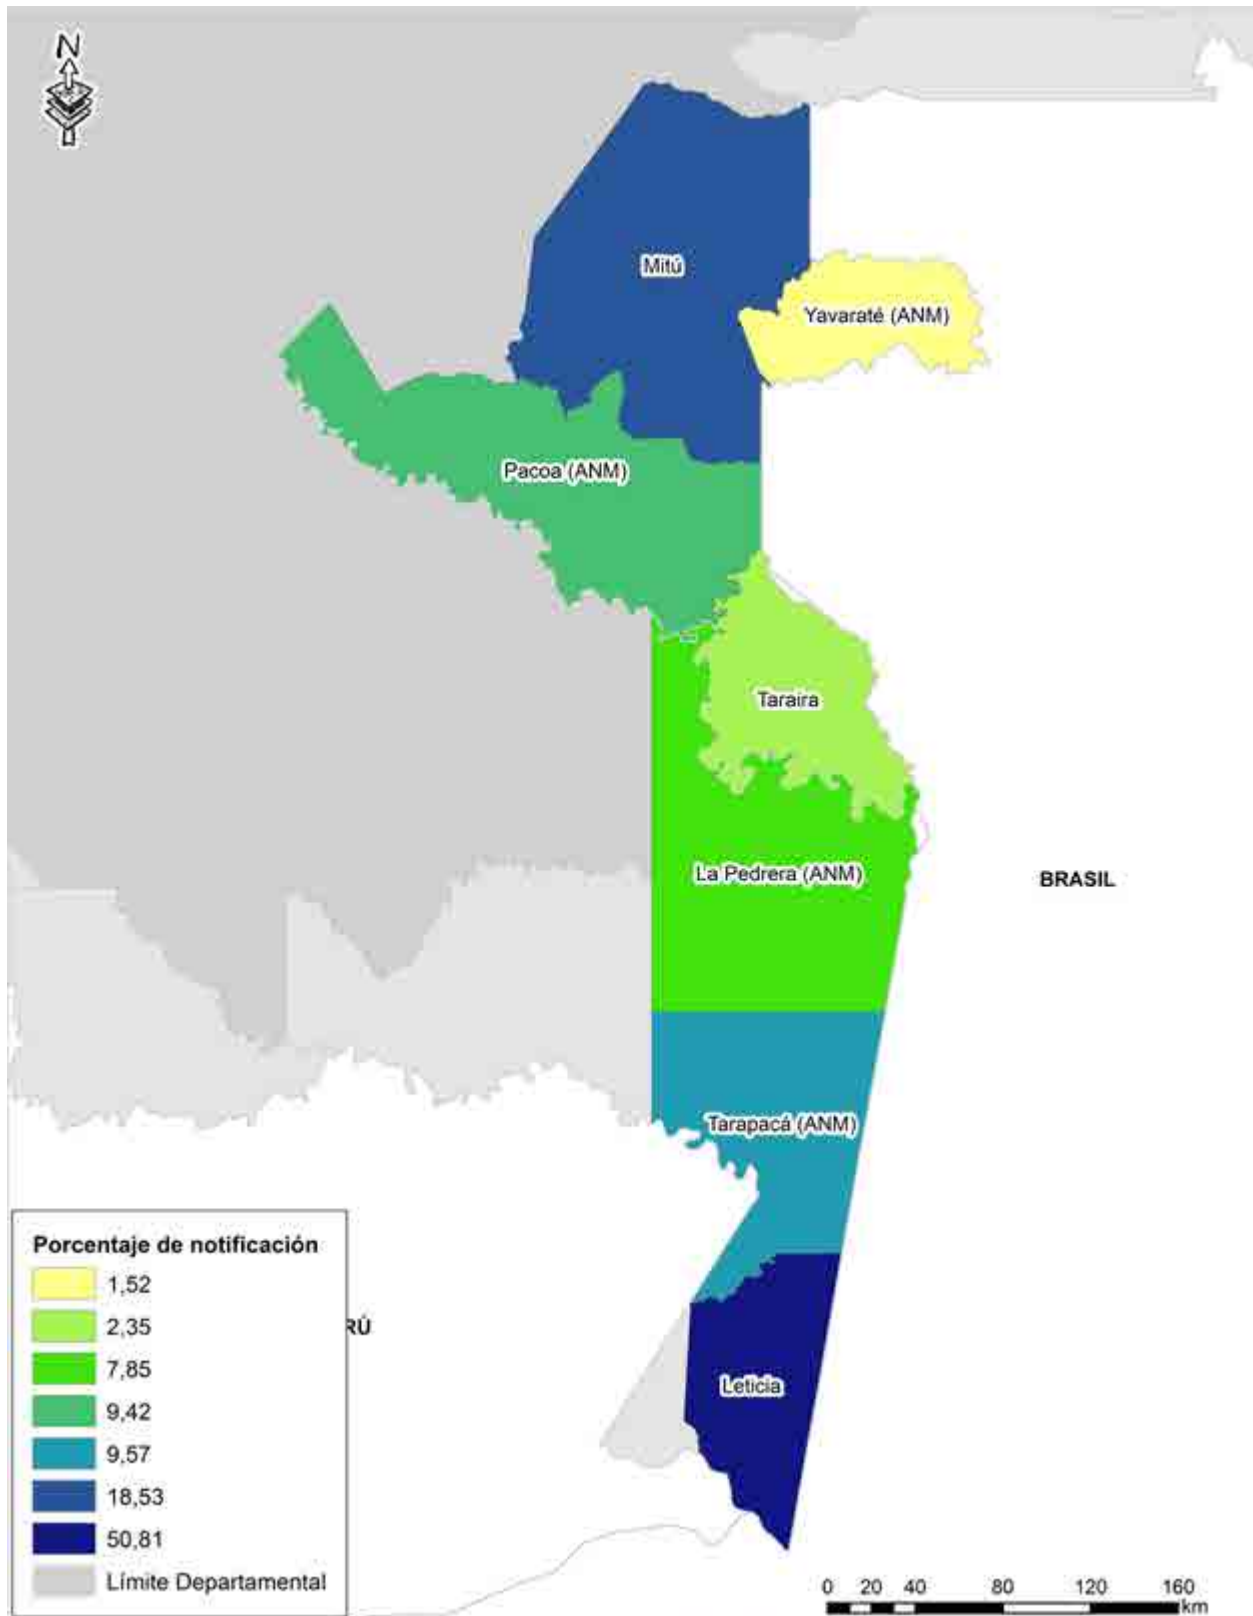 N
Mitú
Yavaraté (ANM)
Pacoa (ANM)
Taraira
La Pedrera (ANM)
BRASIL
Tarapacá (ANM)
Porcentaje de notificación
1,52
2,35
RÚ
7,85
Leticia
9,42
9,57
18,53
50,81
Límite Departamental
0 20 40 80 120 160
km